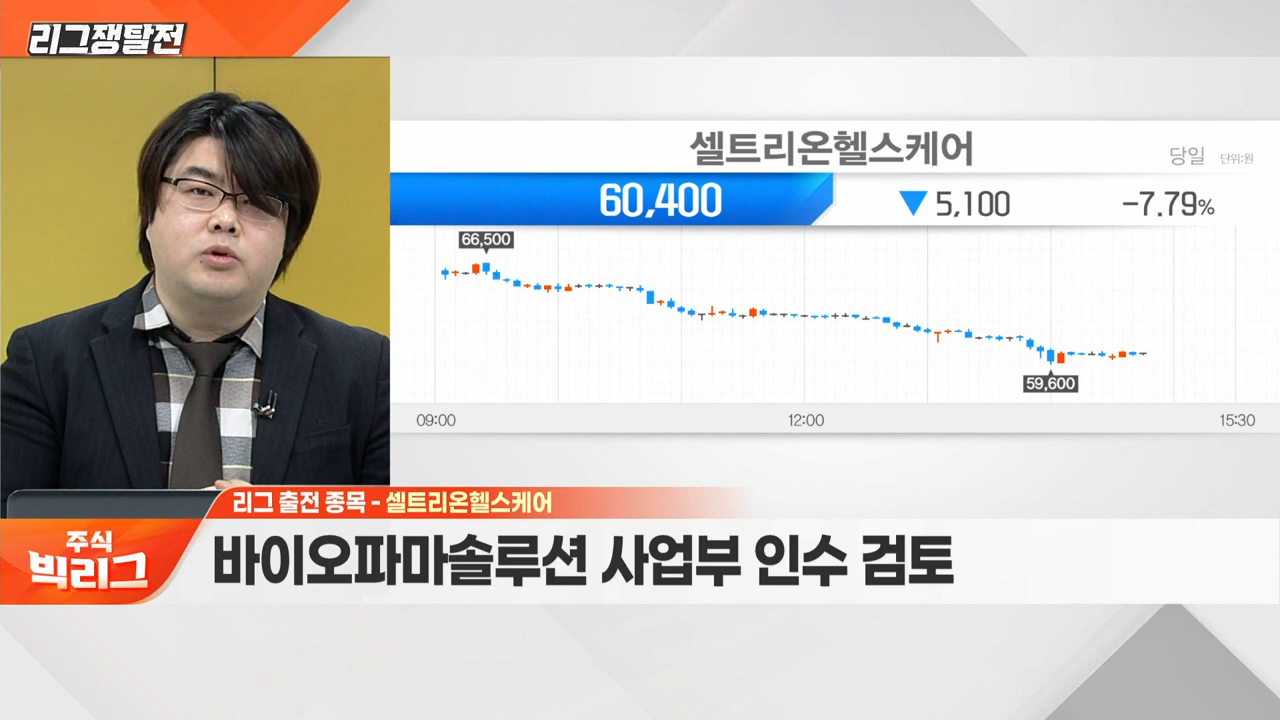 리그쟁탈전
셀트리온헬스케어
당일 단위:원
60,400 ▼ 5,100 -7.79%
66,500
59,600
09:00 12:00 15:30
리그 출전 종목 - 셀트리온헬스케어
주식
빅리그
바이오파마솔루션 사업부 인수 검토